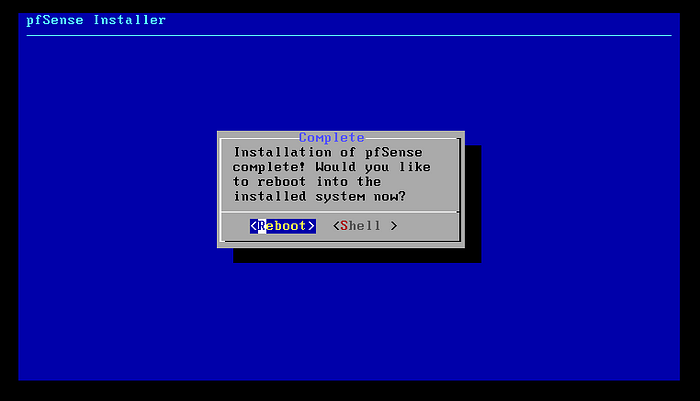 pfSense Installer
Complete
Installation of pfSense
complete! Would you like
to reboot into the
installed system now?
<Reboot> <Shell >